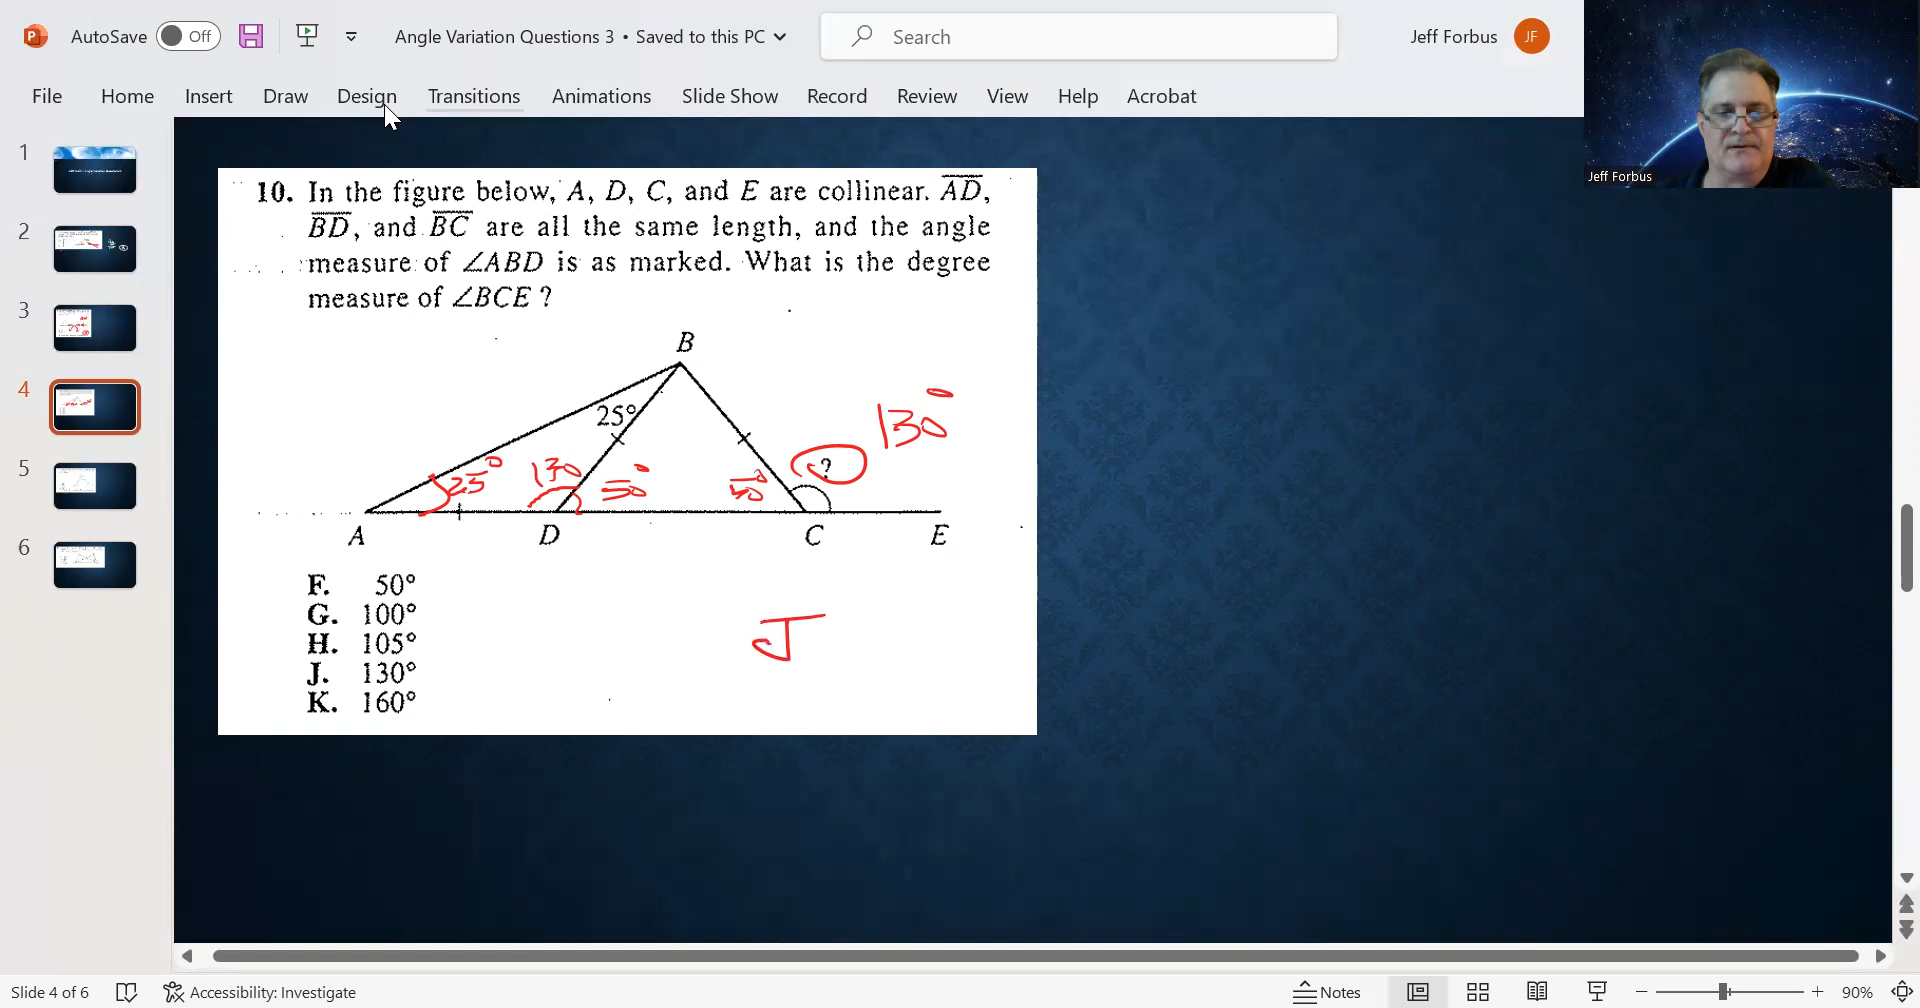 AutoSave Off Angle Variation Questions 3 • Saved to this PC Search Jeff Forbus JF
File Home Insert Draw Design Transitions Animations Slide Show Record Review View Help Acrobat
Jeff Forbus
1
2
3
4
5
6
10. In the figure below, A, D, C, and E are collinear. AD,
BD, and BC are all the same length, and the angle
measure of ∠ABD is as marked. What is the degree
measure of ∠BCE ?
B
25°
130°
?
25°
130
50°
50°
A D C E
F. 50°
G. 100°
H. 105°
J. 130°
K. 160°
J
Slide 4 of 6 Accessibility: Investigate Notes 90%